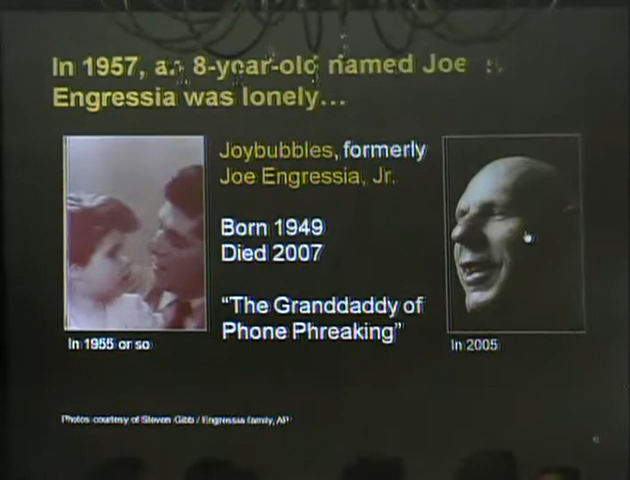 In 1957, an 8-year-old named Joe
Engressia was lonely…
Joybubbles, formerly
Joe Engressia, Jr.
Born 1949
Died 2007
“The Granddaddy of
Phone Phreaking”
In 1955 or so
In 2005
Photos courtesy of Steven Gibb / Engressia family, AP
6